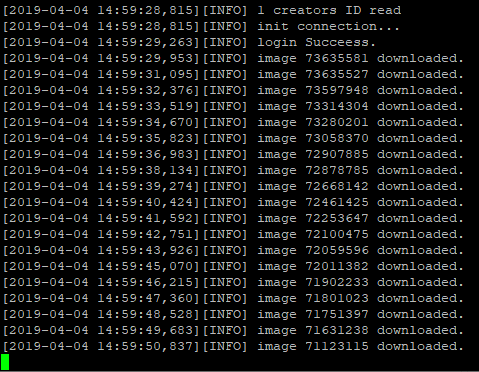 [2019-04-04 14:59:28,815][INFO] 1 creators ID read
[2019-04-04 14:59:28,815][INFO] init connection...
[2019-04-04 14:59:29,263][INFO] login Succeess.
[2019-04-04 14:59:29,953][INFO] image 73635581 downloaded.
[2019-04-04 14:59:31,095][INFO] image 73635527 downloaded.
[2019-04-04 14:59:32,376][INFO] image 73597948 downloaded.
[2019-04-04 14:59:33,519][INFO] image 73314304 downloaded.
[2019-04-04 14:59:34,670][INFO] image 73280201 downloaded.
[2019-04-04 14:59:35,823][INFO] image 73058370 downloaded.
[2019-04-04 14:59:36,983][INFO] image 72907885 downloaded.
[2019-04-04 14:59:38,134][INFO] image 72878785 downloaded.
[2019-04-04 14:59:39,274][INFO] image 72668142 downloaded.
[2019-04-04 14:59:40,424][INFO] image 72461425 downloaded.
[2019-04-04 14:59:41,592][INFO] image 72253647 downloaded.
[2019-04-04 14:59:42,751][INFO] image 72100475 downloaded.
[2019-04-04 14:59:43,926][INFO] image 72059596 downloaded.
[2019-04-04 14:59:45,070][INFO] image 72011382 downloaded.
[2019-04-04 14:59:46,215][INFO] image 71902233 downloaded.
[2019-04-04 14:59:47,360][INFO] image 71801023 downloaded.
[2019-04-04 14:59:48,528][INFO] image 71751397 downloaded.
[2019-04-04 14:59:49,683][INFO] image 71631238 downloaded.
[2019-04-04 14:59:50,837][INFO] image 71123115 downloaded.